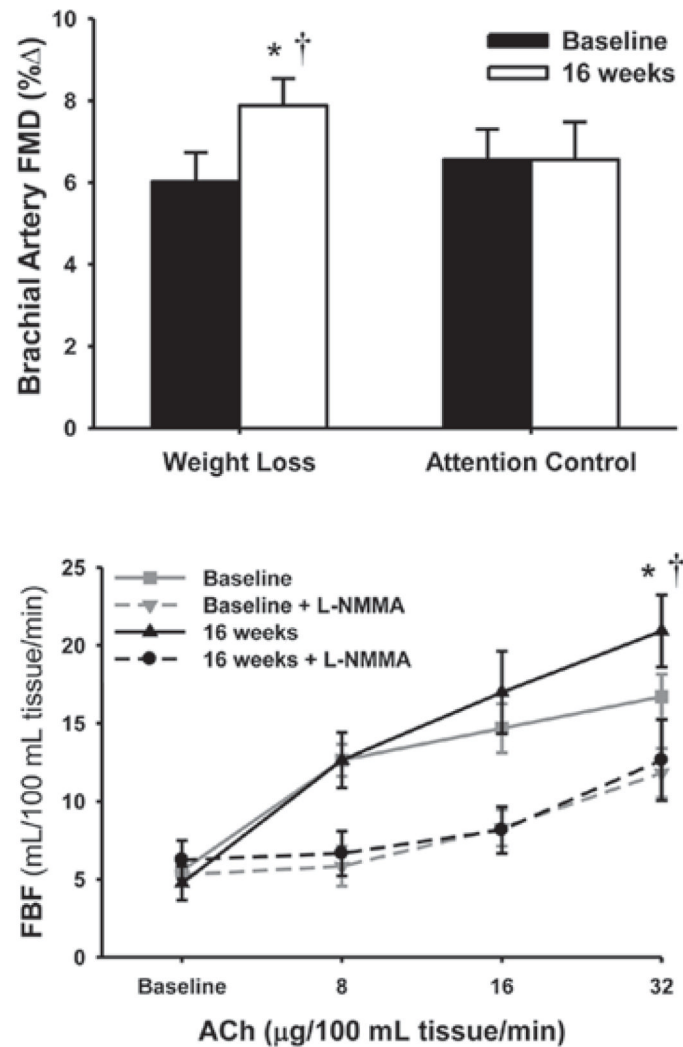 Brachial Artery FMD (%Δ)
10
8
6
4
2
0
* †
Baseline
16 weeks
Weight Loss
Attention Control
FBF (mL/100 mL tissue/min)
25
20
15
10
5
0
Baseline
Baseline + L-NMMA
16 weeks
16 weeks + L-NMMA
* †
Baseline
8
16
32
ACh (μg/100 mL tissue/min)